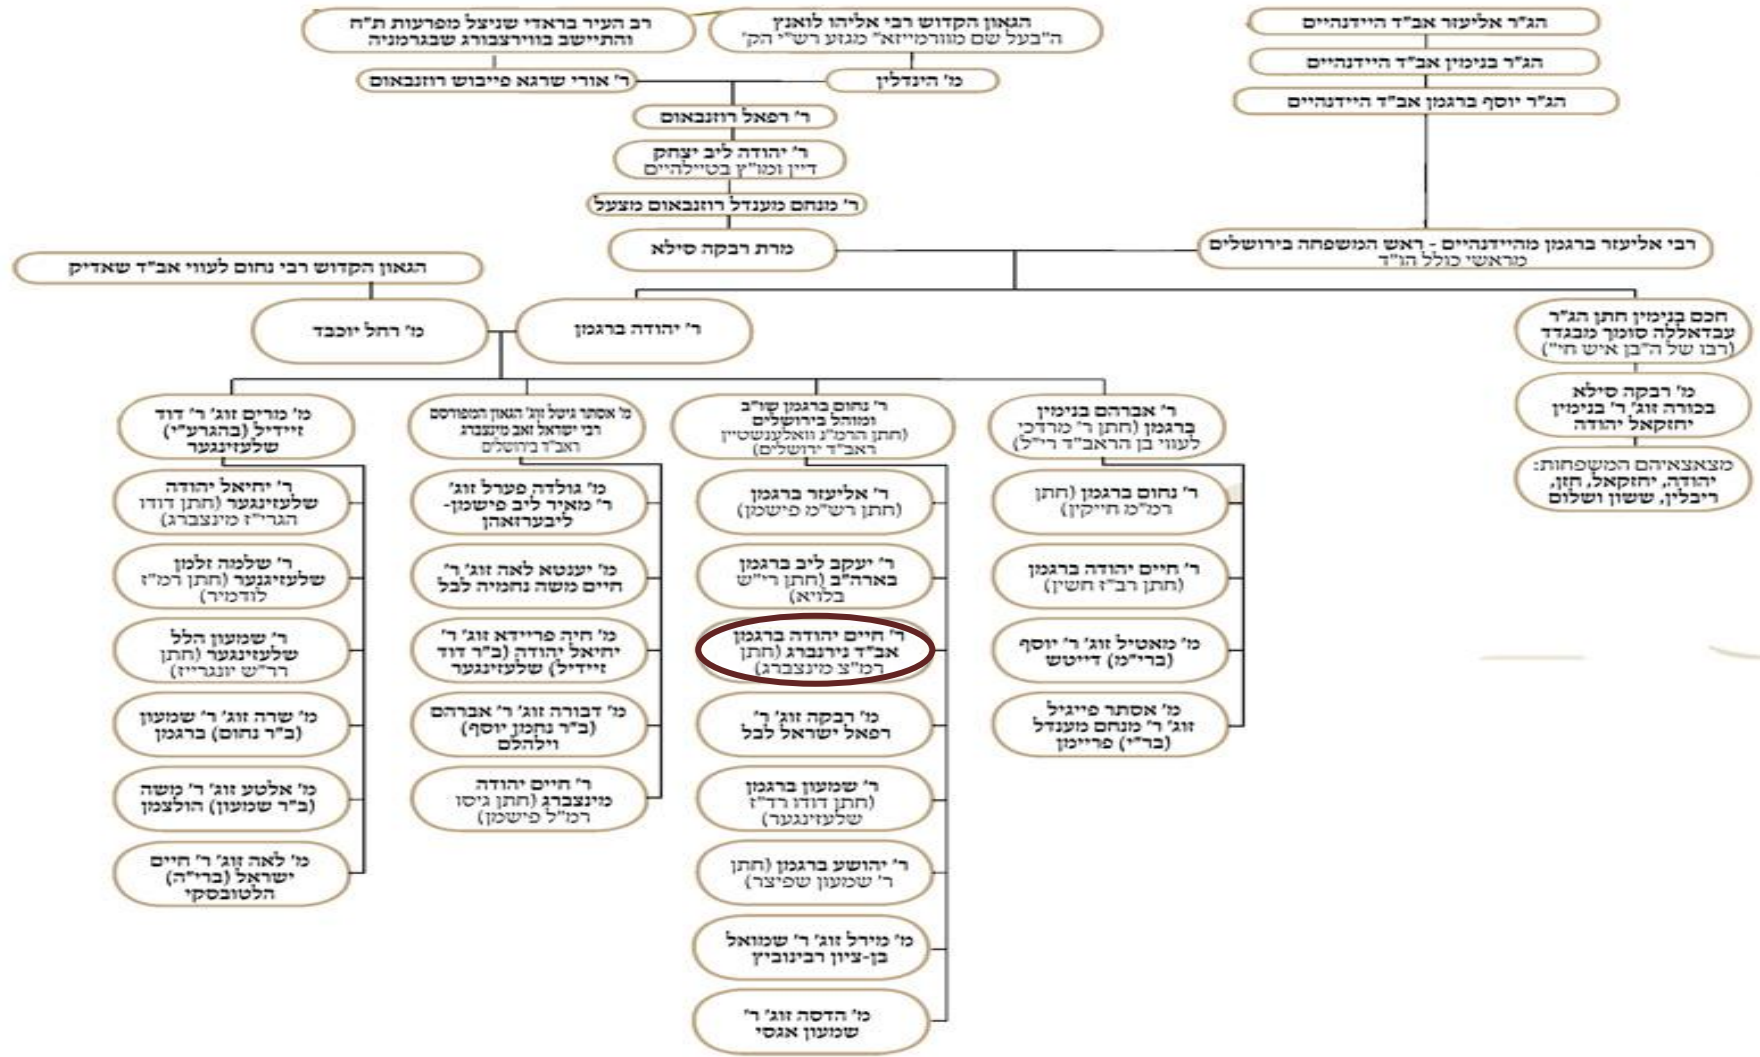 הג"ר אליעזר אב"ד היידנהיים
הג"ר בנימין אב"ד היידנהיים
הג"ר יוסף ברגמן אב"ד היידנהיים
הגאון הקדוש רבי אליהו לואנץ
ה"בעל שם מוורמייזא" מגזע רש"י הק'
רב העיר בראדי שניצל מפרעות ת"ח
והתיישב בווירצבורג שבגרמניה
מ' הינדלין
ר' אורי שרגא פייבוש רוזנבאום
ר' רפאל רוזנבאום
ר' יהודה ליב יצחק
דיין ומו"ץ בטיילהיים
ר' מנחם מענדל רוזנבאום מצעל
רבי אליעזר ברגמן מהיידנהיים - ראש המשפחה בירושלים
מראשי כולל הו"ד
מרת רבקה סילא
הגאון הקדוש רבי נחום לעווי אב"ד שאדיק
חכם בנימין חתן הג"ר
עבדאללה סומך מבגדד
(רבו של ה"בן איש חי")
ר' יהודה ברגמן
מ' רחל יוכבד
מ' רבקה סילא
בכורה זוג' ר' בנימין
יחזקאל יהודה
מצאצאיהם המשפחות:
יהודה, יחזקאל, חזן,
ריבלין, ששון ושלום
ר' אברהם בנימין
ברגמן (חתן ר' מרדכי
לעווי בן הראב"ד רי"ל)
ר' נחום ברגמן (חתן
רמ"מ חייקין)
ר' חיים יהודה ברגמן
(חתן רב"ז חשין)
מ' מאטיל זוג' ר' יוסף
(ברי"מ) דייטש
מ' אסתר פייגיל
זוג' ר' מנחם מענדל
(בר"י) פריימן
ר' נחום ברגמן שו"ב
ומוהל בירושלים
(חתן הרמ"נ וואלענשטיין
ראב"ד ירושלים)
ר' אליעזר ברגמן
(חתן רש"מ פישמן)
ר' יעקב ליב ברגמן
בארה"ב (חתן רי"ש
בלויא)
ר' חיים יהודה ברגמן
אב"ד נירנברג (חתן
רמ"צ מינצברג)
מ' רבקה זוג' ר'
רפאל ישראל לבל
ר' שמעון ברגמן
(חתן דודו רד"ז
שלעזינגער)
ר' יהושע ברגמן (חתן
ר' שמעון שפיצר)
מ' מירל זוג' ר' שמואל
בן-ציון רבינוביץ
מ' הדסה זוג' ר'
שמעון אגסי
מ' אסתר גיטל זוג' הגאון המפורסם
רבי ישראל זאב מינצברג
ראב"ד בירושלים
מ' גולדה פערל זוג'
ר' מאיר ליב פישמן-
ליבערזאהן
מ' יענטא לאה זוג' ר'
חיים משה נחמיה לבל
מ' חיה פריידא זוג' ר'
יחיאל יהודה (ב"ר דוד
זיידיל) שלעזינגער
מ' דבורה זוג' ר' אברהם
(ב"ר נחמן יוסף)
וילהלם
ר' חיים יהודה
מינצברג (חתן גיסו
רמ"ל פישמן)
מ' מרים זוג' ר' דוד
זיידיל (בהגרע"י)
שלעזינגער
ר' יחיאל יהודה
שלעזינגער (חתן דודו
הגרי"ז מינצברג)
ר' שלמה זלמן
שלעזיגנער (חתן רמ"ז
לודמיר)
ר' שמעון הלל
שלעזינגער (חתן
רר"ש יונגרייז)
מ' שרה זוג' ר' שמעון
(ב"ר נחום) ברגמן
מ' אלטע זוג' ר' משה
(ב"ר שמעון) הולצמן
מ' לאה זוג' ר' חיים
ישראל (ברי"ה)
הלטובסקי